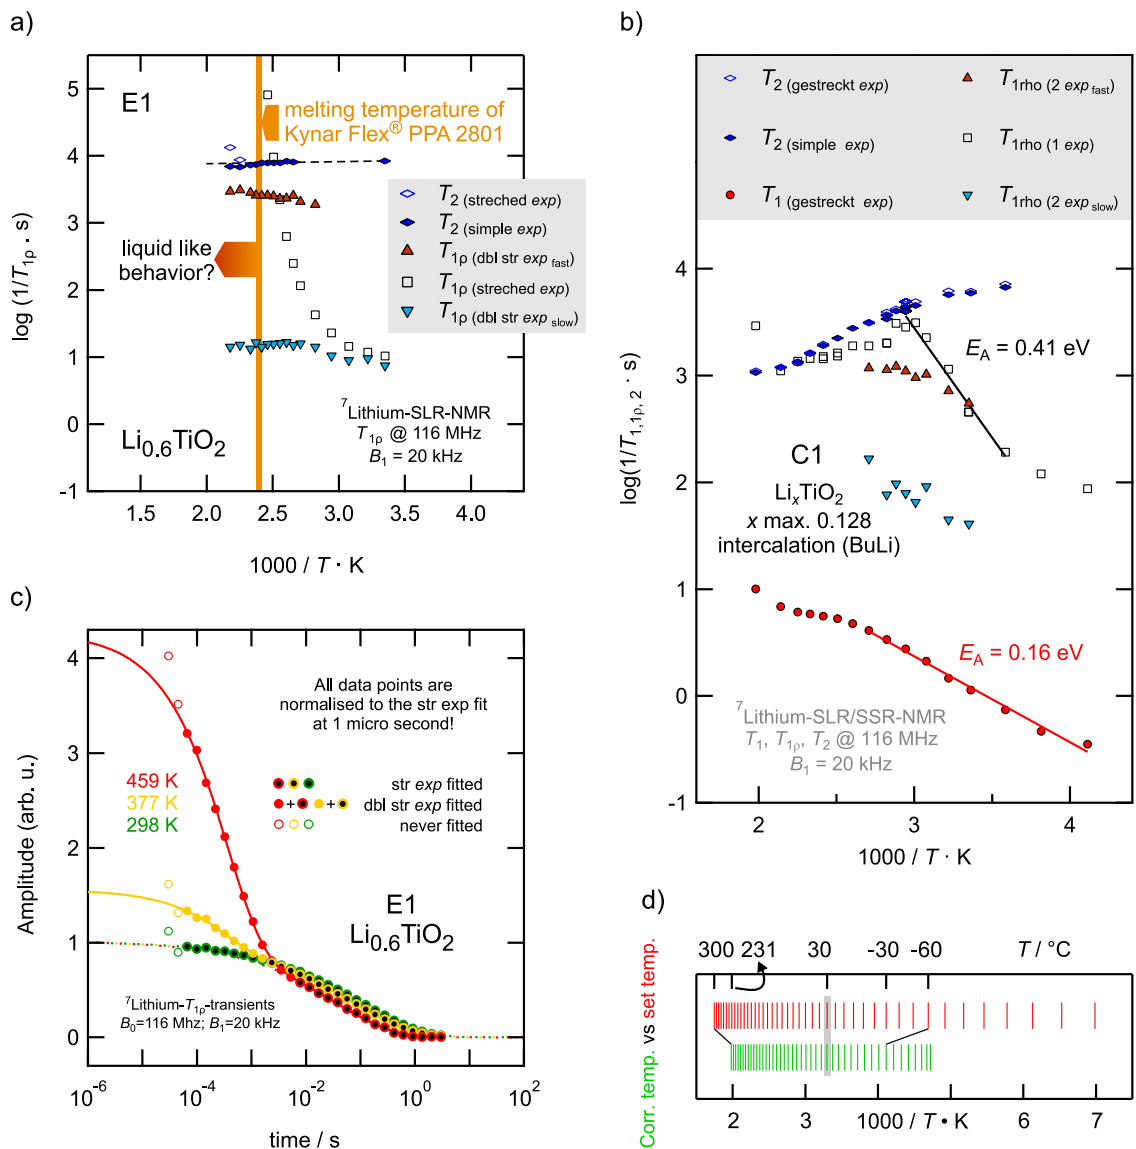 a)
E1
melting temperature of
Kynar Flex® PPA 2801
liquid like
behavior?
T2 (streched exp)
T2 (simple exp)
T1ρ (dbl str exp fast)
T1ρ (streched exp)
T1ρ (dbl str exp slow)
Li0.6TiO2
7Lithium-SLR-NMR
T1ρ @ 116 MHz
B1 = 20 kHz
log (1/T1ρ · s)
5
4
3
2
1
0
-1
1.5
2.0
2.5
3.0
3.5
4.0
1000 / T · K
b)
T2 (gestreckt exp)
T2 (simple exp)
T1 (gestreckt exp)
T1rho (2 exp fast)
T1rho (1 exp)
T1rho (2 exp slow)
EA = 0.41 eV
C1
LixTiO2
x max. 0.128
intercalation (BuLi)
EA = 0.16 eV
7Lithium-SLR/SSR-NMR
T1, T1ρ, T2 @ 116 MHz
B1 = 20 kHz
log(1/T1,1ρ, 2 · s)
4
3
2
1
0
-1
2
3
4
1000 / T · K
c)
All data points are
normalised to the str exp fit
at 1 micro second!
459 K
377 K
298 K
str exp fitted
+ + dbl str exp fitted
never fitted
E1
Li0.6TiO2
7Lithium-T1ρ-transients
B0=116 Mhz; B1=20 kHz
Amplitude (arb. u.)
4
3
2
1
0
10-6
10-4
10-2
100
102
time / s
d)
300 231 30 -30 -60 T / °C
Corr. temp. vs set temp.
2 3 1000 / T • K 6 7